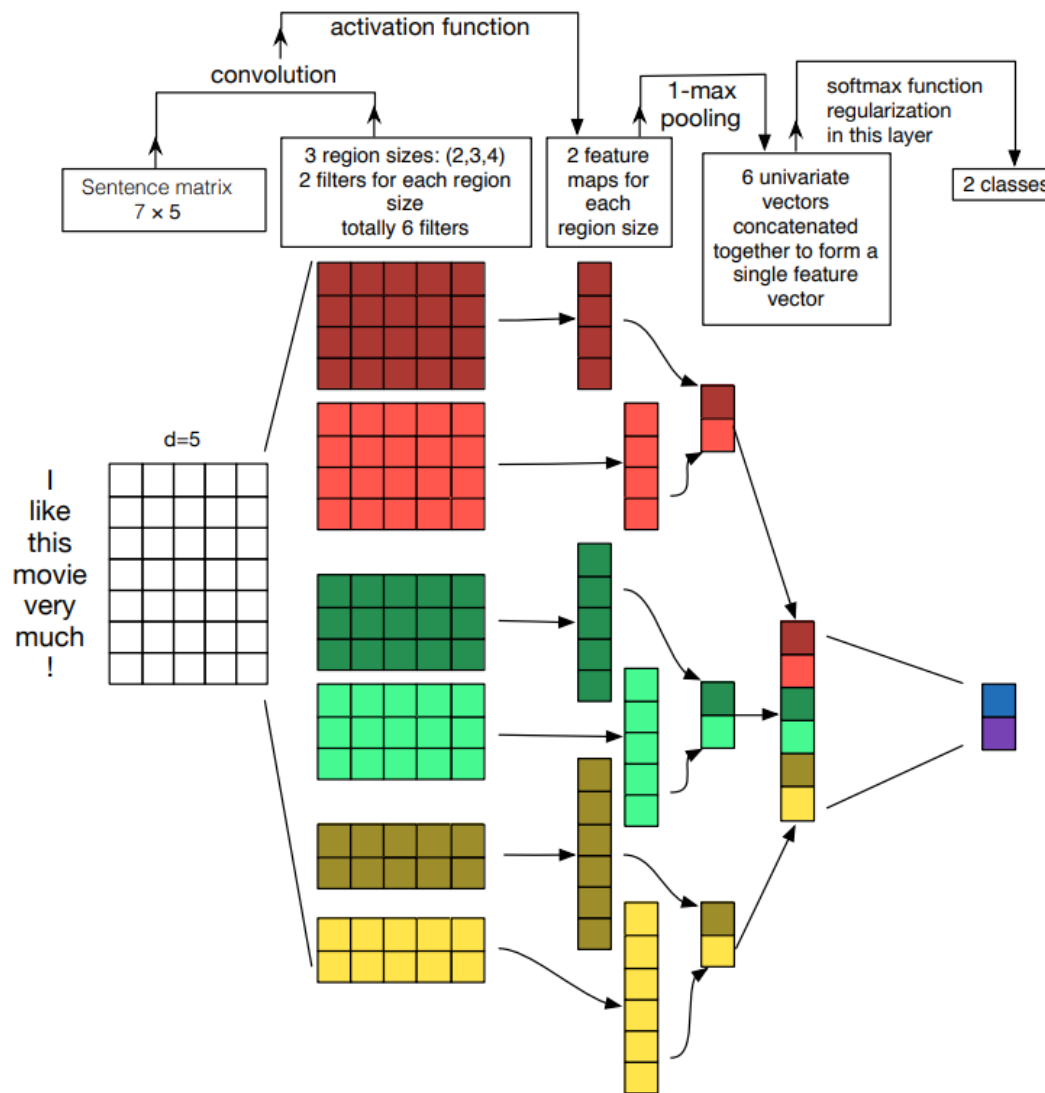 activation function
convolution
1-max
pooling
softmax function
regularization
in this layer
Sentence matrix
7 × 5
3 region sizes: (2,3,4)
2 filters for each region
size
totally 6 filters
2 feature
maps for
each
region size
6 univariate
vectors
concatenated
together to form a
single feature
vector
2 classes
d=5
I
like
this
movie
very
much
!